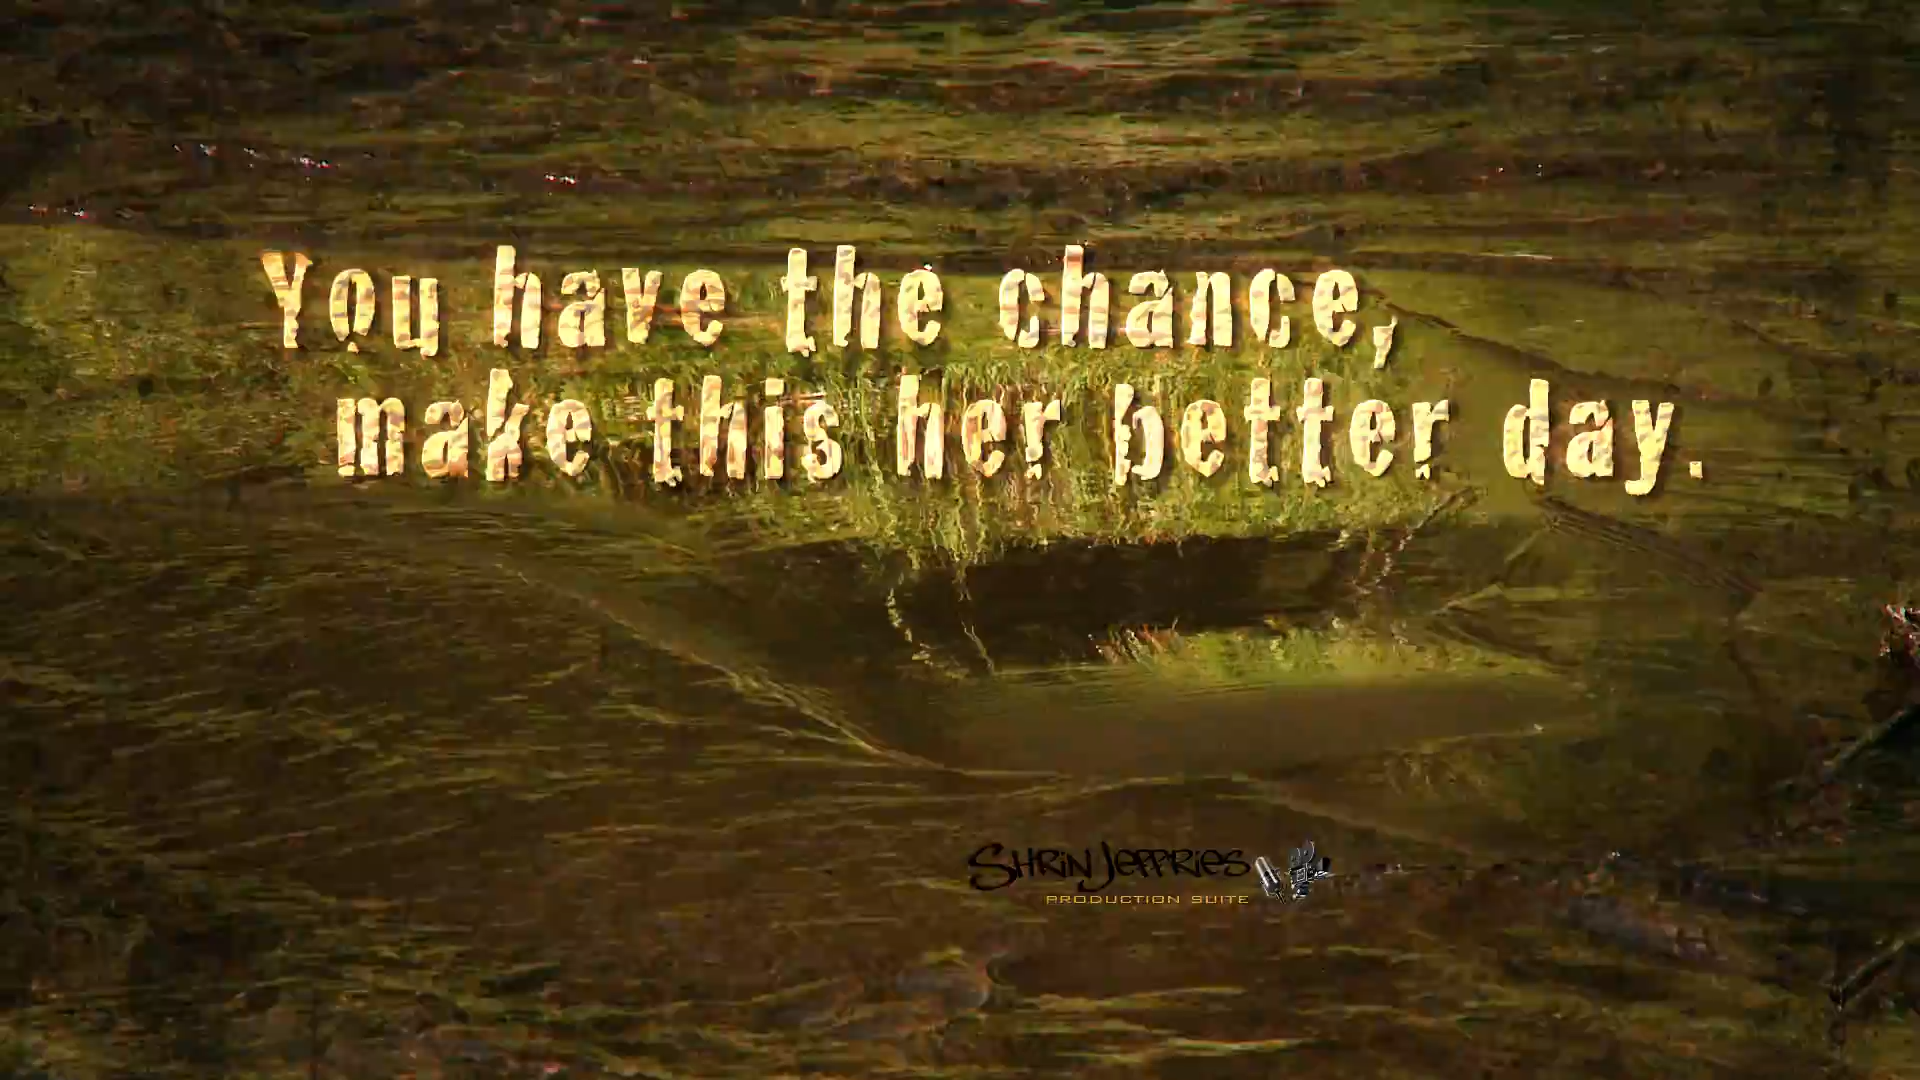 You have the chance,
make this her better day.
Shrin Jeffries
PRODUCTION SUITE